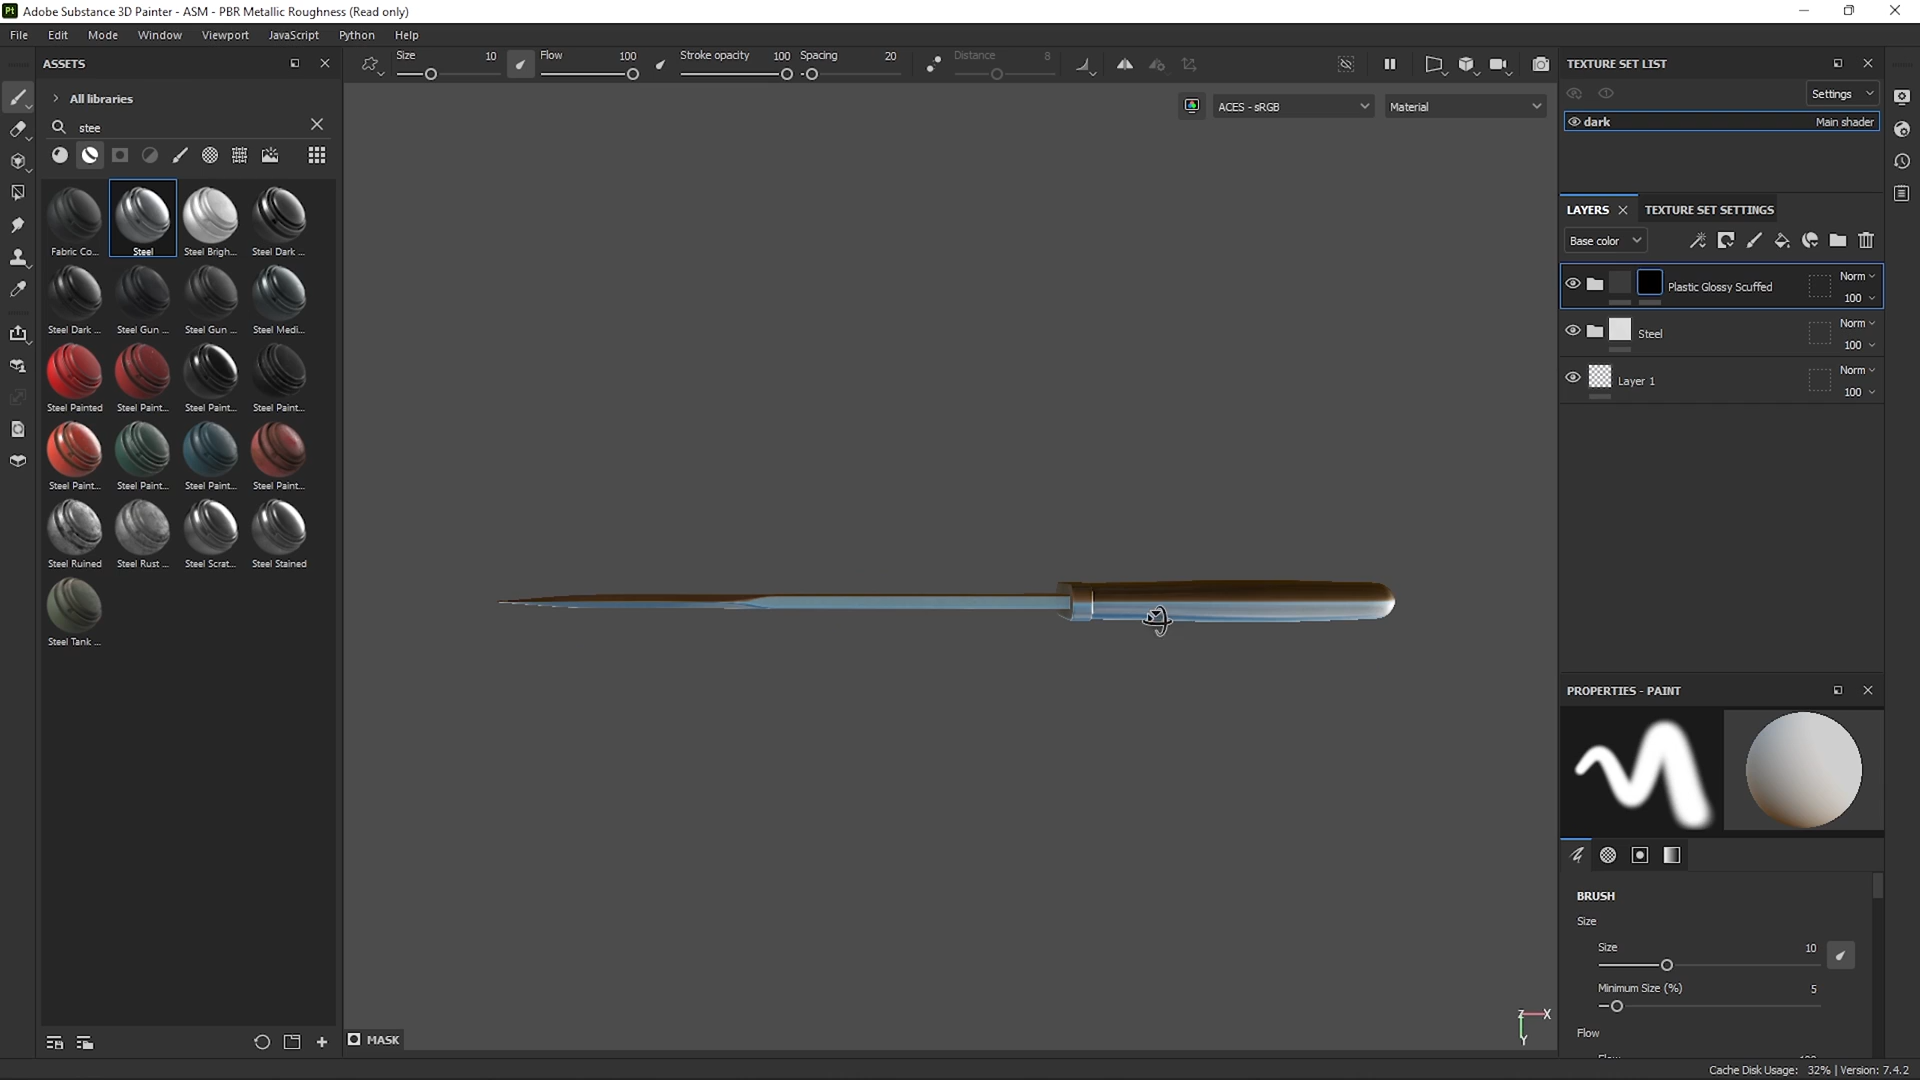 Pt Adobe Substance 3D Painter - ASM - PBR Metallic Roughness (Read only)
File Edit Mode Window Viewport JavaScript Python Help
ASSETS
All libraries
stee
Fabric Co... Steel Steel Brigh... Steel Dark ...
Steel Dark ... Steel Gun ... Steel Gun ... Steel Medi...
Steel Painted Steel Paint... Steel Paint... Steel Paint...
Steel Paint... Steel Paint... Steel Paint... Steel Paint...
Steel Ruined Steel Rust ... Steel Scrat... Steel Stained
Steel Tank ...
Size 10 Flow 100 Stroke opacity 100 Spacing 20 Distance 8
ACES - sRGB Material
MASK
Z X
Y
TEXTURE SET LIST
Settings
dark Main shader
LAYERS TEXTURE SET SETTINGS
Base color
Plastic Glossy Scuffed Norm 100
Steel Norm 100
Layer 1 Norm 100
PROPERTIES - PAINT
BRUSH
Size
Size 10
Minimum Size (%) 5
Flow
Cache Disk Usage: 32% | Version: 7.4.2